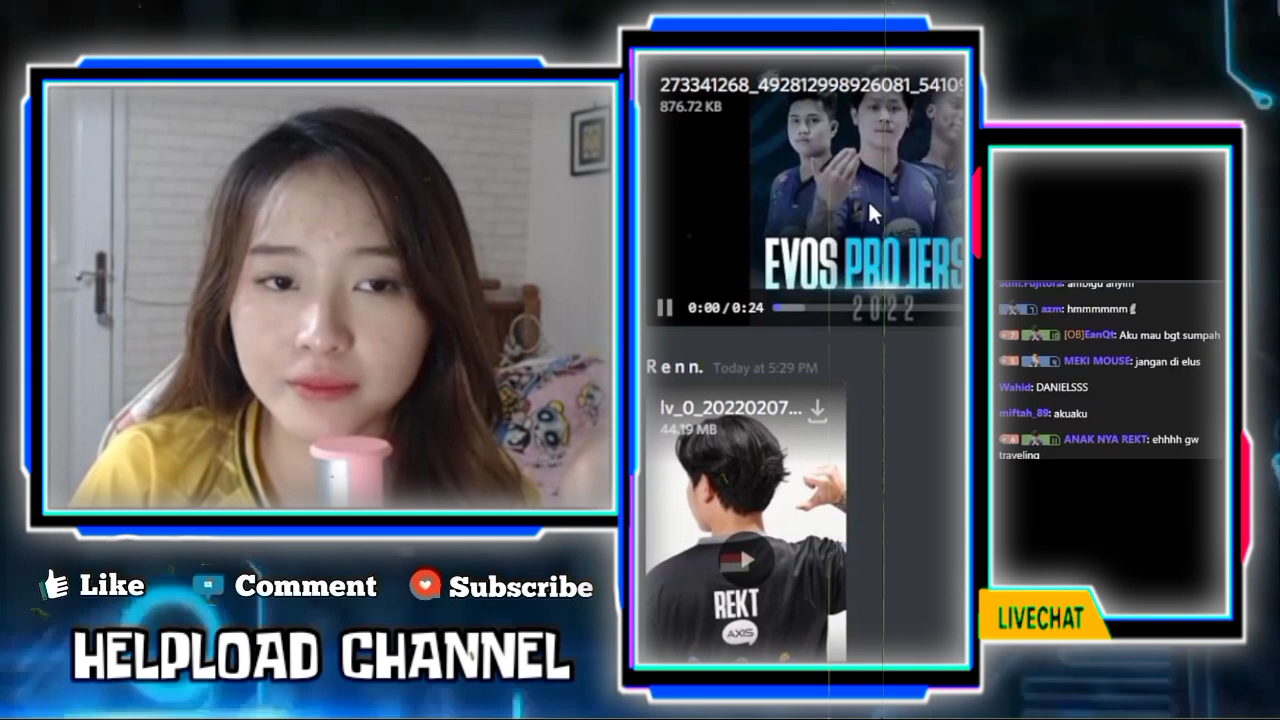 273341268_492812998926081_54109
876.72 KB
EVOS PROJERS
2022
0:00 / 0:24
Renn. Today at 5:29 PM
lv_0_20220207...
44.19 MB
REKT
AXIS
azm: hmmmmmm
[OB]EanQt: Aku mau bgt sumpah
MEKI MOUSE: jangan di elus
Wahid: DANIELSSS
miftah_89: akuaku
ANAK NYA REKT: ehhhh gw
traveling
LIVECHAT
Like
Comment
Subscribe
HELPLOAD CHANNEL